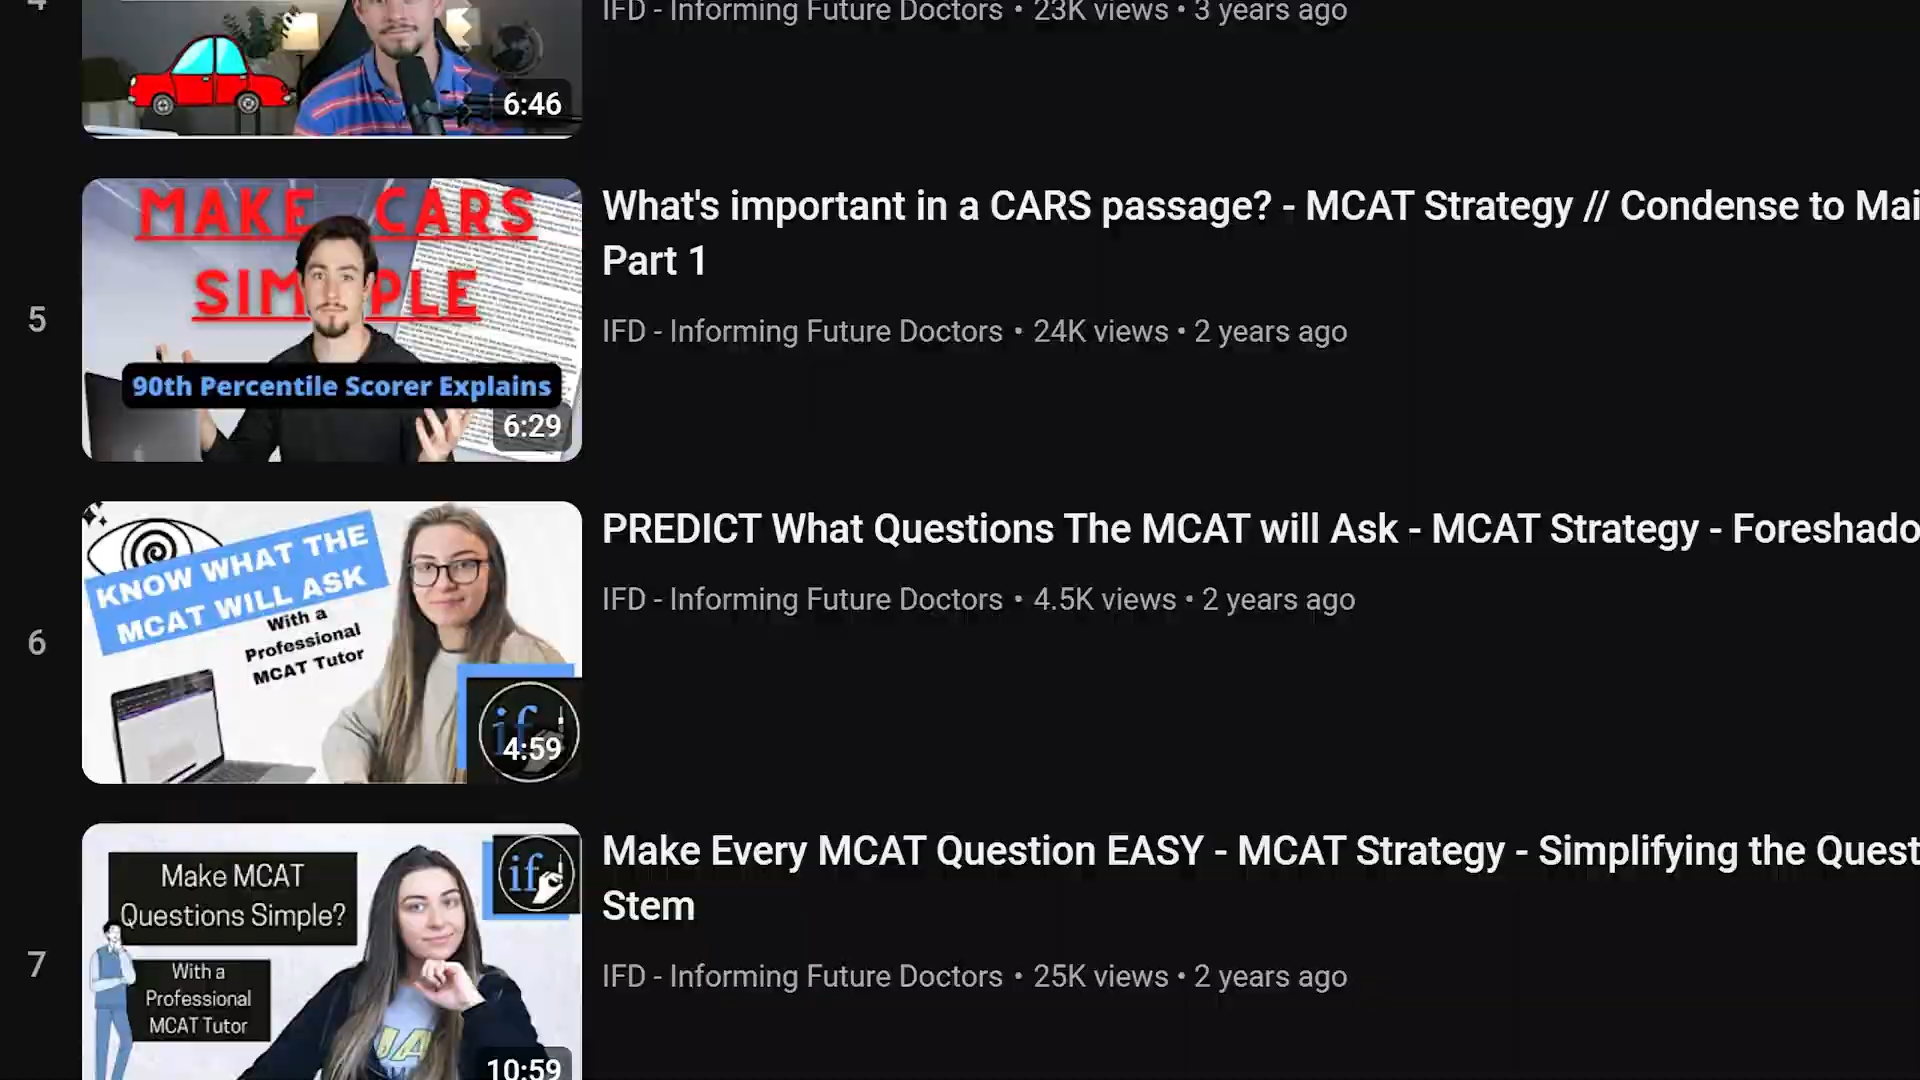 4
IFD - Informing Future Doctors • 23K views • 3 years ago
6:46
5
MAKE CARS
SIMPLE
90th Percentile Scorer Explains
6:29
What's important in a CARS passage? - MCAT Strategy // Condense to Mai
Part 1
IFD - Informing Future Doctors • 24K views • 2 years ago
6
KNOW WHAT THE
MCAT WILL ASK
With a
Professional
MCAT Tutor
if
4:59
PREDICT What Questions The MCAT will Ask - MCAT Strategy - Foreshado
IFD - Informing Future Doctors • 4.5K views • 2 years ago
7
Make MCAT
Questions Simple?
With a
Professional
MCAT Tutor
if
10:59
Make Every MCAT Question EASY - MCAT Strategy - Simplifying the Quest
Stem
IFD - Informing Future Doctors • 25K views • 2 years ago